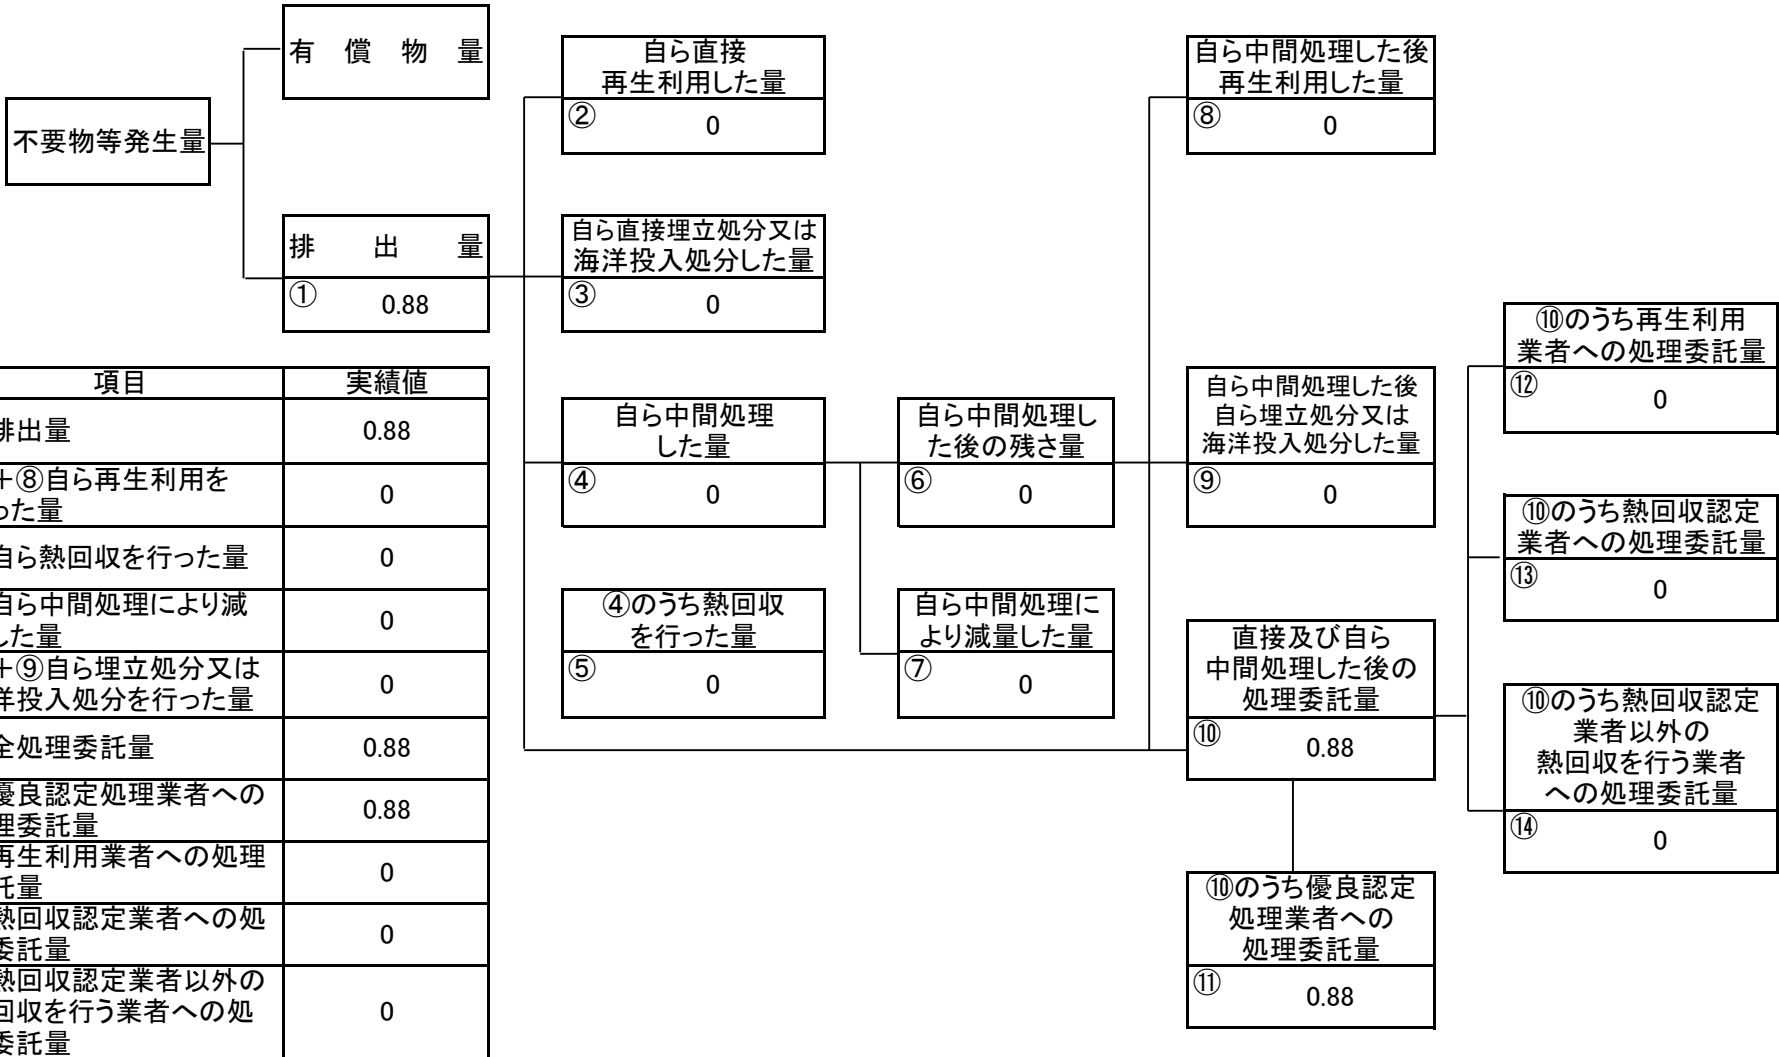 有償物量
不要物等発生量
排出量
①
0.88
自ら直接
再生利用した量
②
0
自ら直接埋立処分又は
海洋投入処分した量
③
0
自ら中間処理
した量
④
0
④のうち熱回収
を行った量
⑤
0
自ら中間処理し
た後の残さ量
⑥
0
自ら中間処理に
より減量した量
⑦
0
自ら中間処理した後
再生利用した量
⑧
0
自ら中間処理した後
自ら埋立処分又は
海洋投入処分した量
⑨
0
直接及び自ら
中間処理した後の
処理委託量
⑩
0.88
⑩のうち優良認定
処理業者への
処理委託量
⑪
0.88
⑩のうち再生利用
業者への処理委託量
⑫
0
⑩のうち熱回収認定
業者への処理委託量
⑬
0
⑩のうち熱回収認定
業者以外の
熱回収を行う業者
への処理委託量
⑭
0
項目
実績値
排出量
0.88
+⑧自ら再生利用を
った量
0
自ら熱回収を行った量
0
自ら中間処理により減
した量
0
+⑨自ら埋立処分又は
洋投入処分を行った量
0
全処理委託量
0.88
優良認定処理業者への
理委託量
0.88
再生利用業者への処理
託量
0
熱回収認定業者への処
委託量
0
熱回収認定業者以外の
回収を行う業者への処
委託量
0